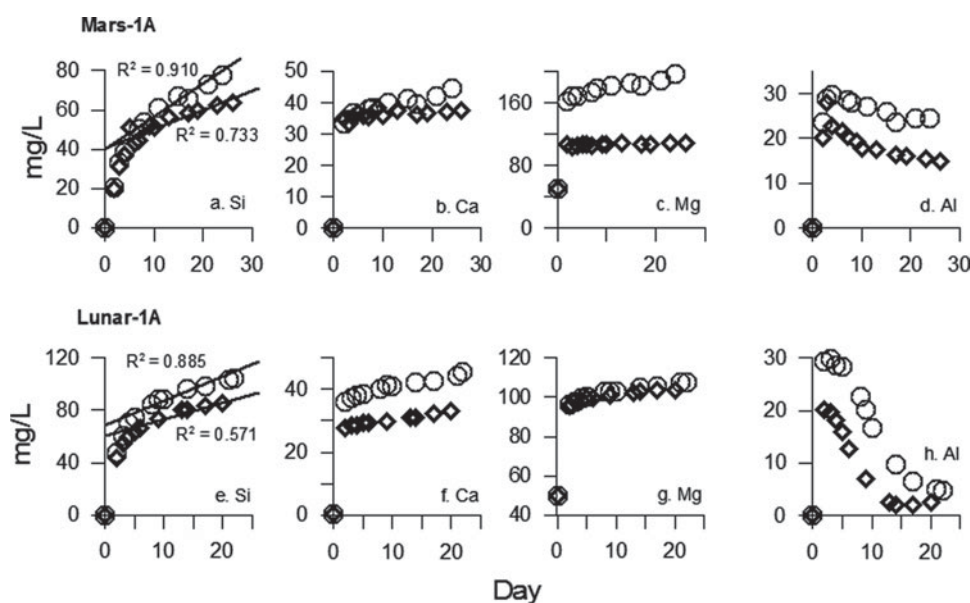 Mars-1A
mg/L
80
60
40
20
0
0 10 20 30
R² = 0.910
R² = 0.733
a. Si
50
40
30
20
10
0
0 10 20 30
b. Ca
160
80
0
0 20
c. Mg
30
20
10
0
0 10 20 30
d. Al
Lunar-1A
mg/L
120
80
40
0
0 10 20
R² = 0.885
R² = 0.571
e. Si
40
20
0
0 10 20
f. Ca
120
100
80
60
40
0 10 20
g. Mg
30
20
10
0
0 10 20
h. Al
Day